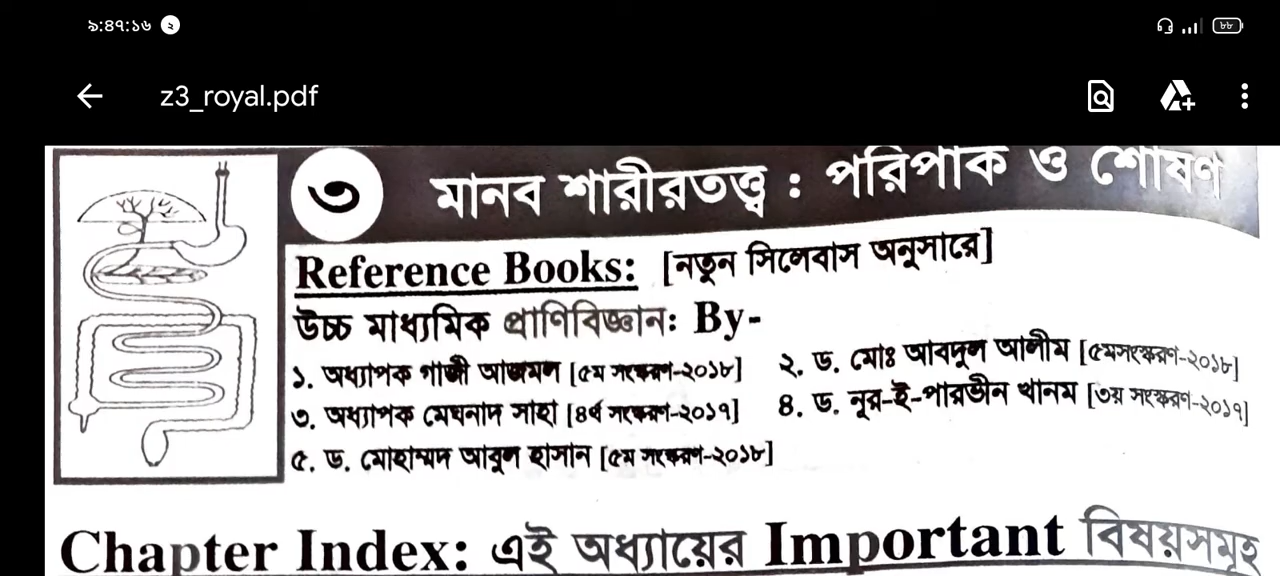 ৯:৪৭:১৬ ২ ৮৮
z3_royal.pdf
৩ মানব শারীরতত্ত্ব : পরিপাক ও শোষণ
Reference Books: [নতুন সিলেবাস অনুসারে]
উচ্চ মাধ্যমিক প্রাণিবিজ্ঞান: By-
১. অধ্যাপক গাজী আজমল [৫ম সংস্করণ-২০১৮] ২. ড. মোঃ আবদুল আলীম [৫মসংস্করণ-২০১৮]
৩. অধ্যাপক মেঘনাদ সাহা [৪র্থ সংস্করণ-২০১৭] ৪. ড. নূর-ই-পারভীন খানম [৩য় সংস্করণ-২০১৭]
৫. ড. মোহাম্মদ আবুল হাসান [৫ম সংস্করণ-২০১৮]
Chapter Index: এই অধ্যায়ের Important বিষয়সমূহ